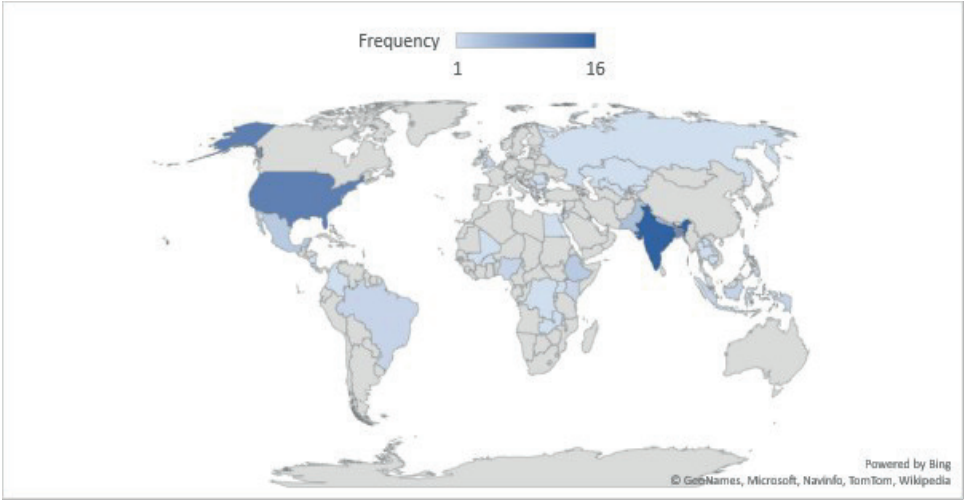 Frequency
1 16
Powered by Bing
© GeoNames, Microsoft, Navinfo, TomTom, Wikipedia